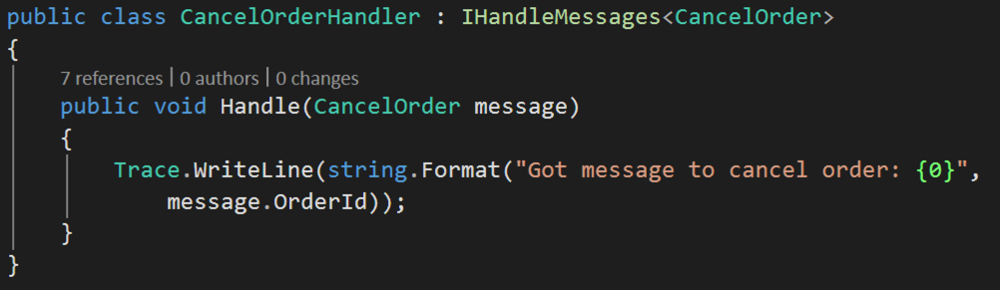 public class CancelOrderHandler : IHandleMessages<CancelOrder>
{
7 references | 0 authors | 0 changes
public void Handle(CancelOrder message)
{
Trace.WriteLine(string.Format("Got message to cancel order: {0}",
message.OrderId));
}
}